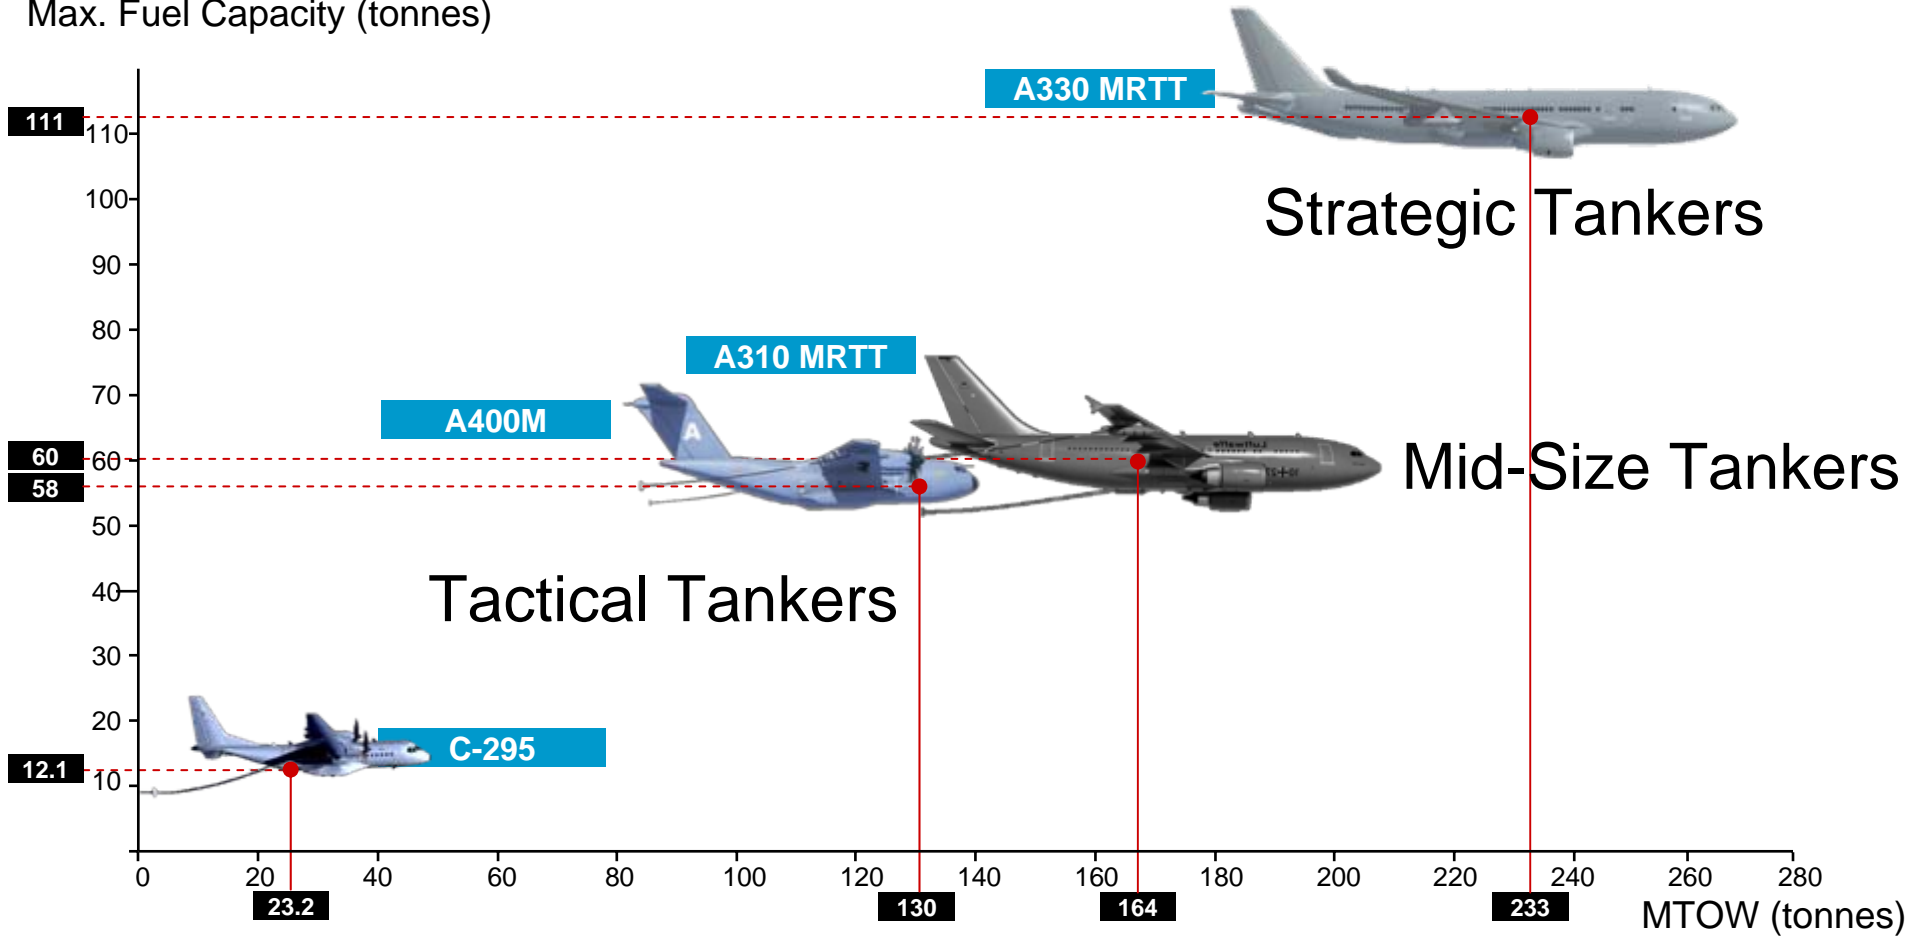 Max. Fuel Capacity (tonnes)
A330 MRTT
111
110
100
Strategic Tankers
90
80
A310 MRTT
70
A400M
A
60
60
Mid-Size Tankers
58
50
40
Tactical Tankers
30
20
C-295
12.1
10
0 20 40 60 80 100 120 140 160 180 200 220 240 260 280
23.2 130 164 233
MTOW (tonnes)